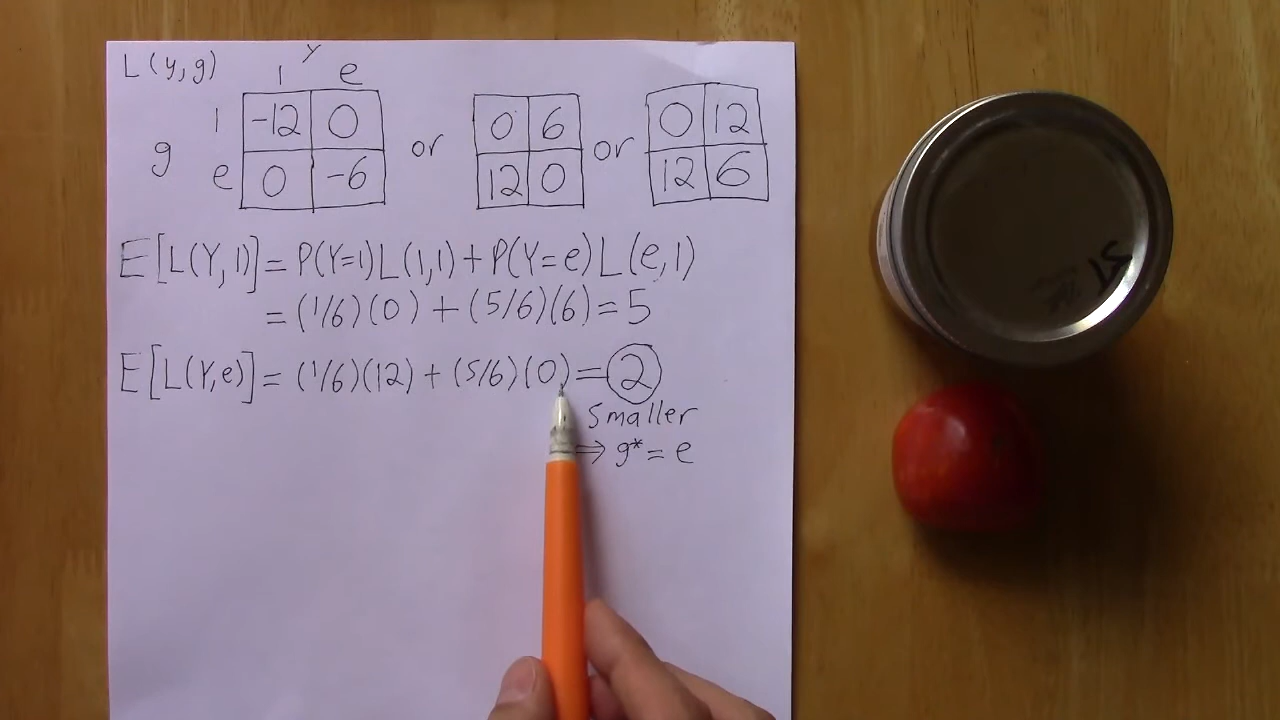 L(y,g)
y
1 e
1 -12 0 0 6 0 12
g or or
e 0 -6 12 0 12 6
E[L(Y,1)] = P(Y=1)L(1,1) + P(Y=e)L(e,1)
= (1/6)(0) + (5/6)(6) = 5
E[L(Y,e)] = (1/6)(12) + (5/6)(0) = 2
Smaller
⇒ g* = e